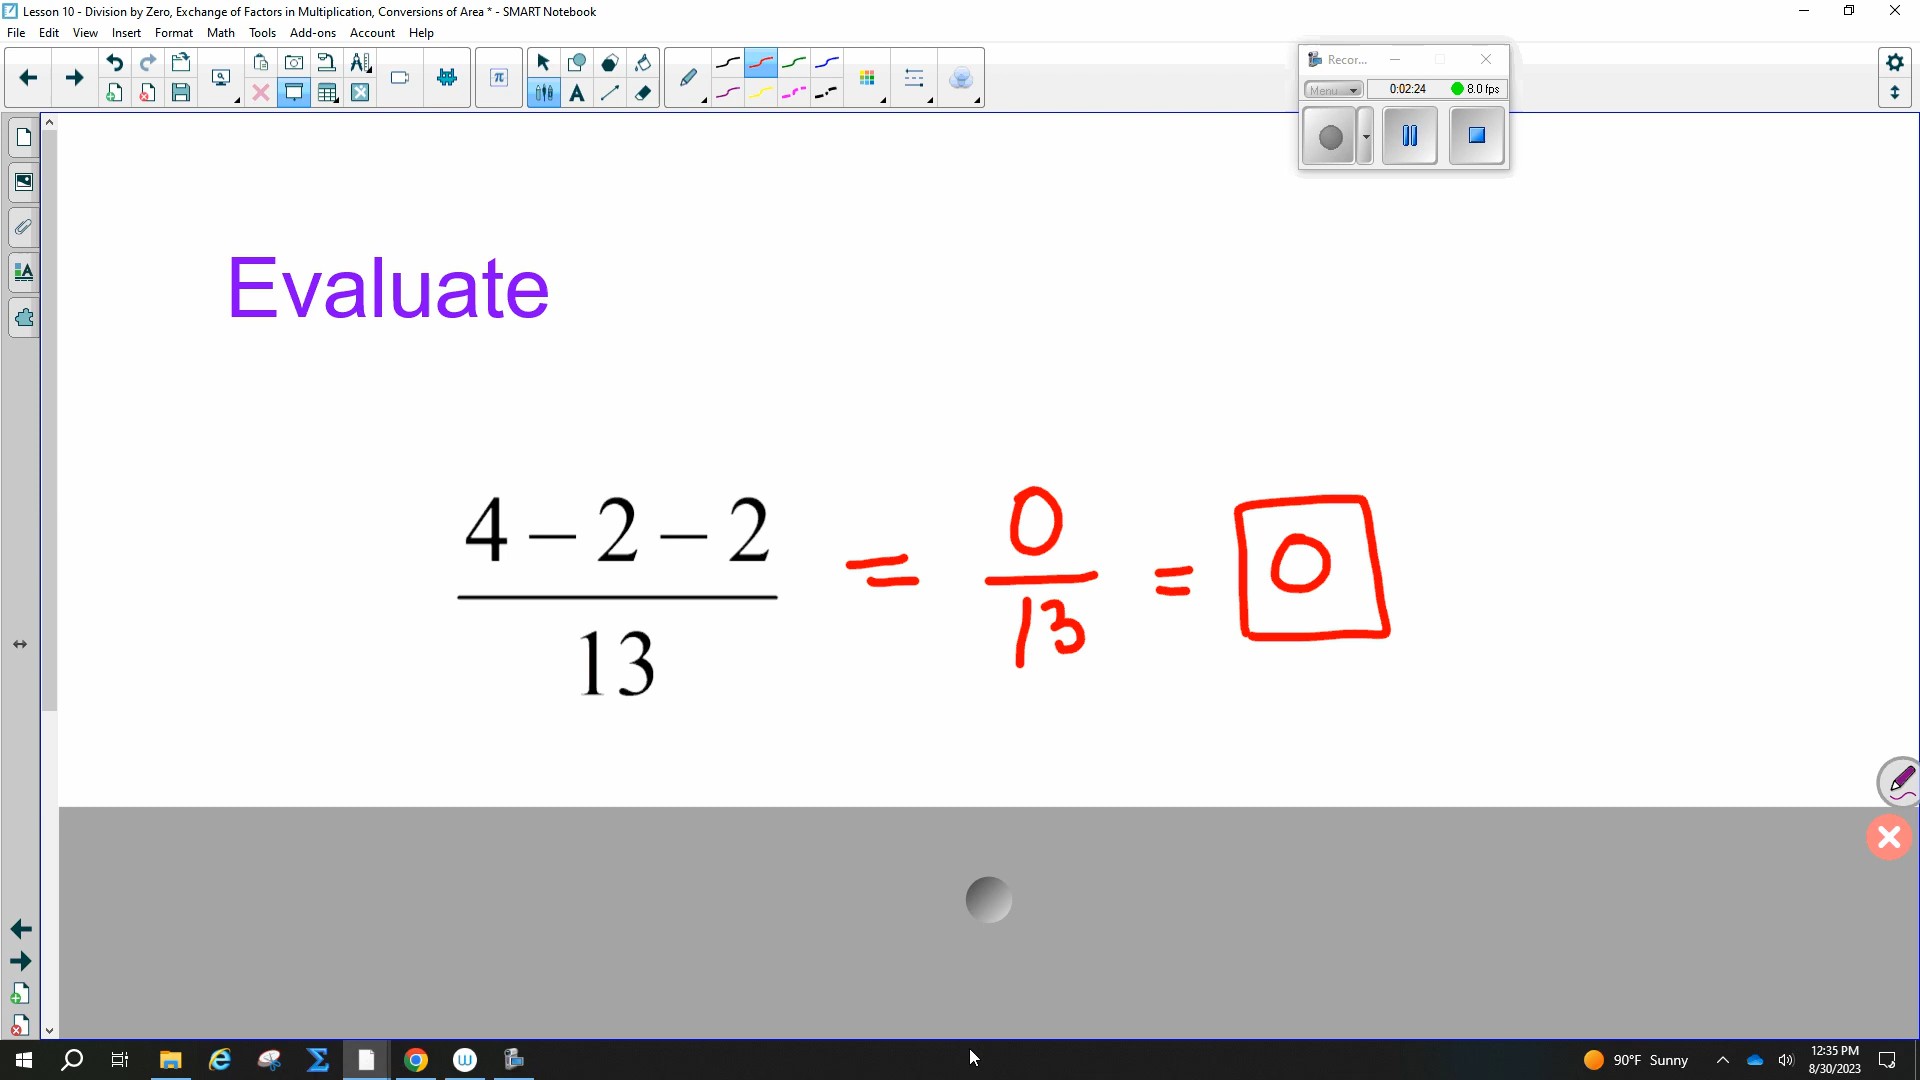 Lesson 10 - Division by Zero, Exchange of Factors in Multiplication, Conversions of Area * - SMART Notebook
File Edit View Insert Format Math Tools Add-ons Account Help
Recor...
Menu 0:02:24 8.0 fps
Evaluate
4 − 2 − 2 = 0 = 0
13 13
90°F Sunny
12:35 PM
8/30/2023